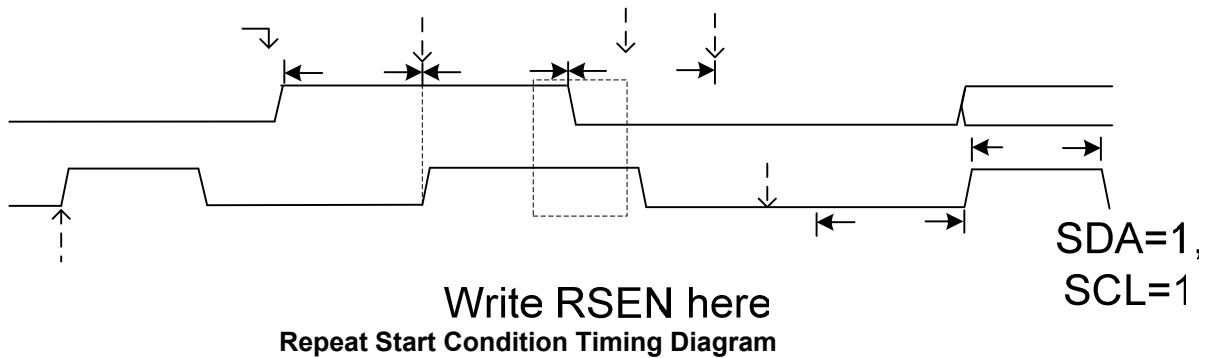 SDA=1,
SCL=1
Write RSEN here
Repeat Start Condition Timing Diagram